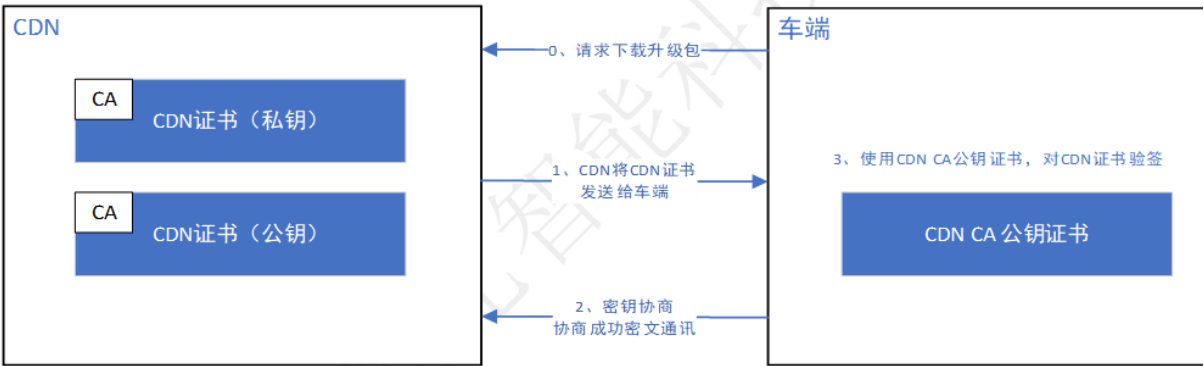 CDN
CA
CDN证书（私钥）
CA
CDN证书（公钥）
0、请求下载升级包
1、CDN将CDN证书
发送给车端
2、密钥协商
协商成功密文通讯
车端
3、使用CDN CA公钥证书，对CDN证书验签
CDN CA 公钥证书
智能科